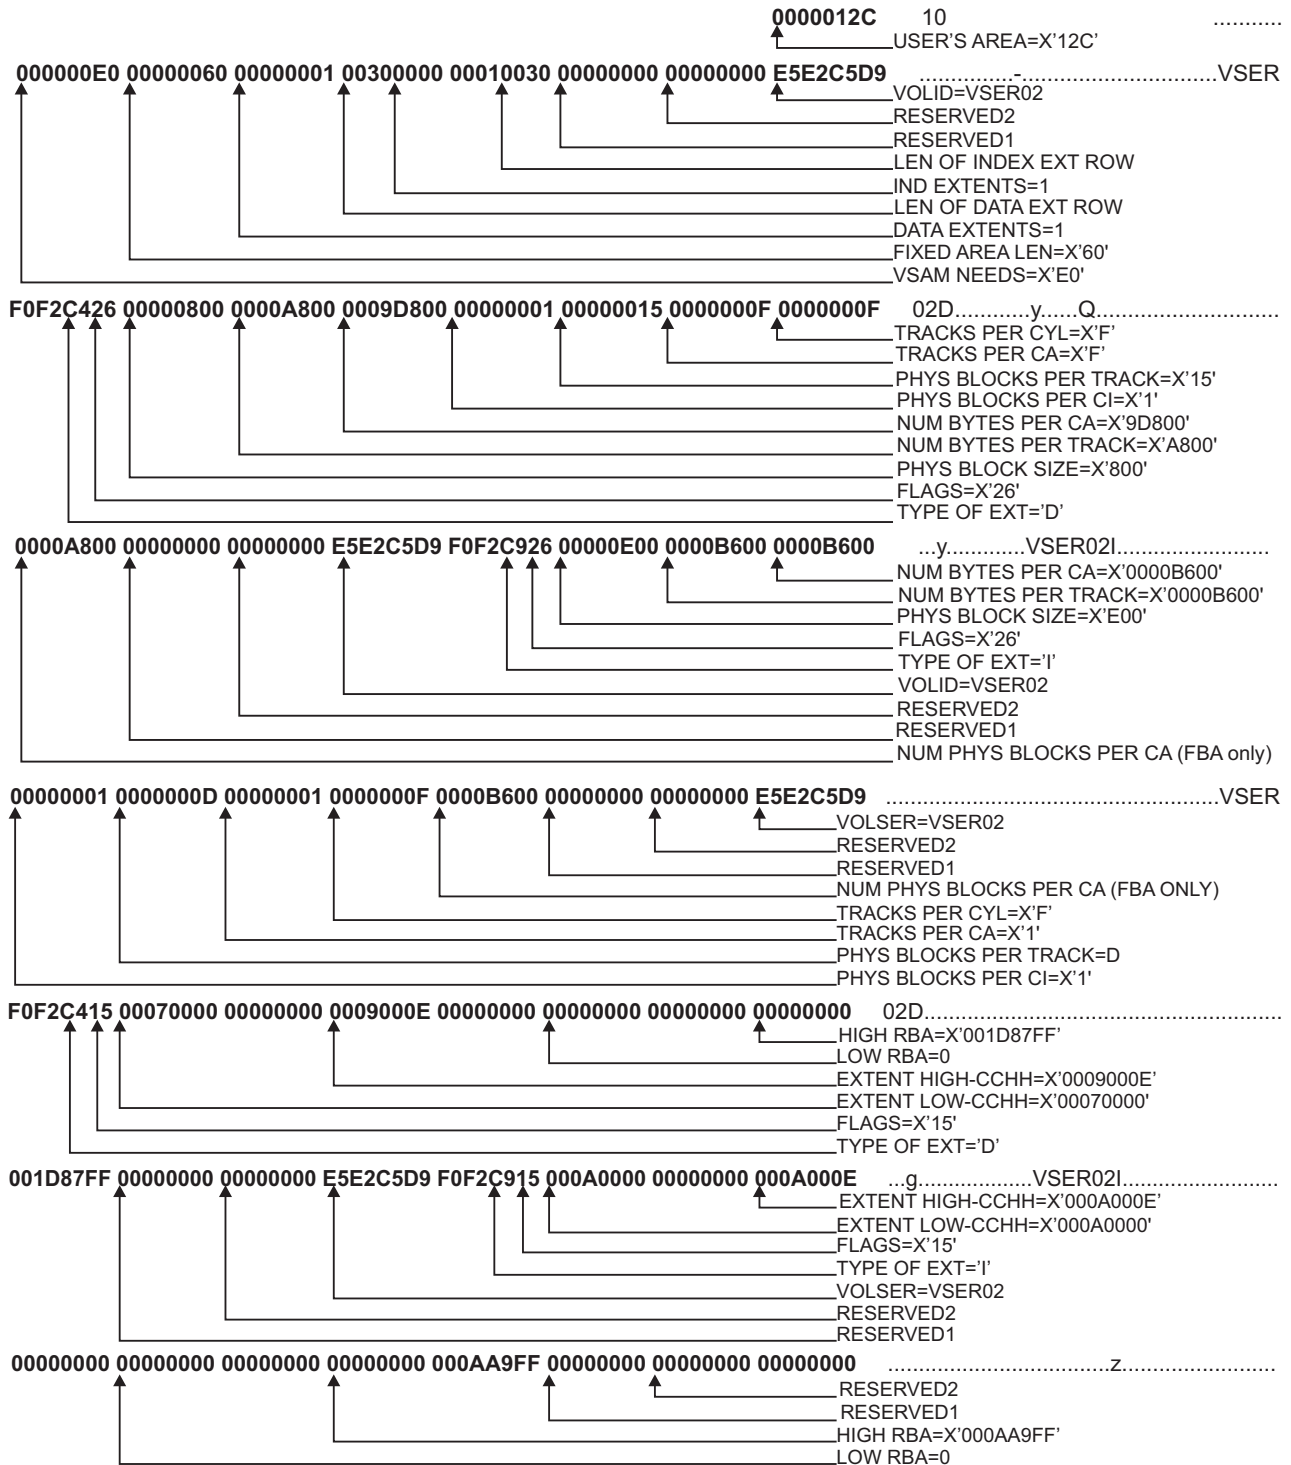 0000012C 10 ...........
USER'S AREA=X'12C'
000000E0 00000060 00000001 00300000 00010030 00000000 00000000 E5E2C5D9 ..............-.............................VSER
VOLID=VSER02
RESERVED2
RESERVED1
LEN OF INDEX EXT ROW
IND EXTENTS=1
LEN OF DATA EXT ROW
DATA EXTENTS=1
FIXED AREA LEN=X'60'
VSAM NEEDS=X'E0'
F0F2C426 00000800 0000A800 0009D800 00000001 00000015 0000000F 0000000F 02D............y......Q............................
TRACKS PER CYL=X'F'
TRACKS PER CA=X'F'
PHYS BLOCKS PER TRACK=X'15'
PHYS BLOCKS PER CI=X'1'
NUM BYTES PER CA=X'9D800'
NUM BYTES PER TRACK=X'A800'
PHYS BLOCK SIZE=X'800'
FLAGS=X'26'
TYPE OF EXT='D'
0000A800 00000000 00000000 E5E2C5D9 F0F2C926 00000E00 0000B600 0000B600 ...y.............VSER02I........................
NUM BYTES PER CA=X'0000B600'
NUM BYTES PER TRACK=X'0000B600'
PHYS BLOCK SIZE=X'E00'
FLAGS=X'26'
TYPE OF EXT='I'
VOLID=VSER02
RESERVED2
RESERVED1
NUM PHYS BLOCKS PER CA (FBA only)
00000001 0000000D 00000001 0000000F 0000B600 00000000 00000000 E5E2C5D9 ...................................................VSER
VOLSER=VSER02
RESERVED2
RESERVED1
NUM PHYS BLOCKS PER CA (FBA ONLY)
TRACKS PER CYL=X'F'
TRACKS PER CA=X'1'
PHYS BLOCKS PER TRACK=D
PHYS BLOCKS PER CI=X'1'
F0F2C415 00070000 00000000 0009000E 00000000 00000000 00000000 00000000 02D.......................................................
HIGH RBA=X'001D87FF'
LOW RBA=0
EXTENT HIGH-CCHH=X'0009000E'
EXTENT LOW-CCHH=X'00070000'
FLAGS=X'15'
TYPE OF EXT='D'
001D87FF 00000000 00000000 E5E2C5D9 F0F2C915 000A0000 00000000 000A000E ...g..................VSER02I........................
EXTENT HIGH-CCHH=X'000A000E'
EXTENT LOW-CCHH=X'000A0000'
FLAGS=X'15'
TYPE OF EXT='I'
VOLSER=VSER02
RESERVED2
RESERVED1
00000000 00000000 00000000 00000000 000AA9FF 00000000 00000000 00000000 ..................................z.......................
RESERVED2
RESERVED1
HIGH RBA=X'000AA9FF'
LOW RBA=0